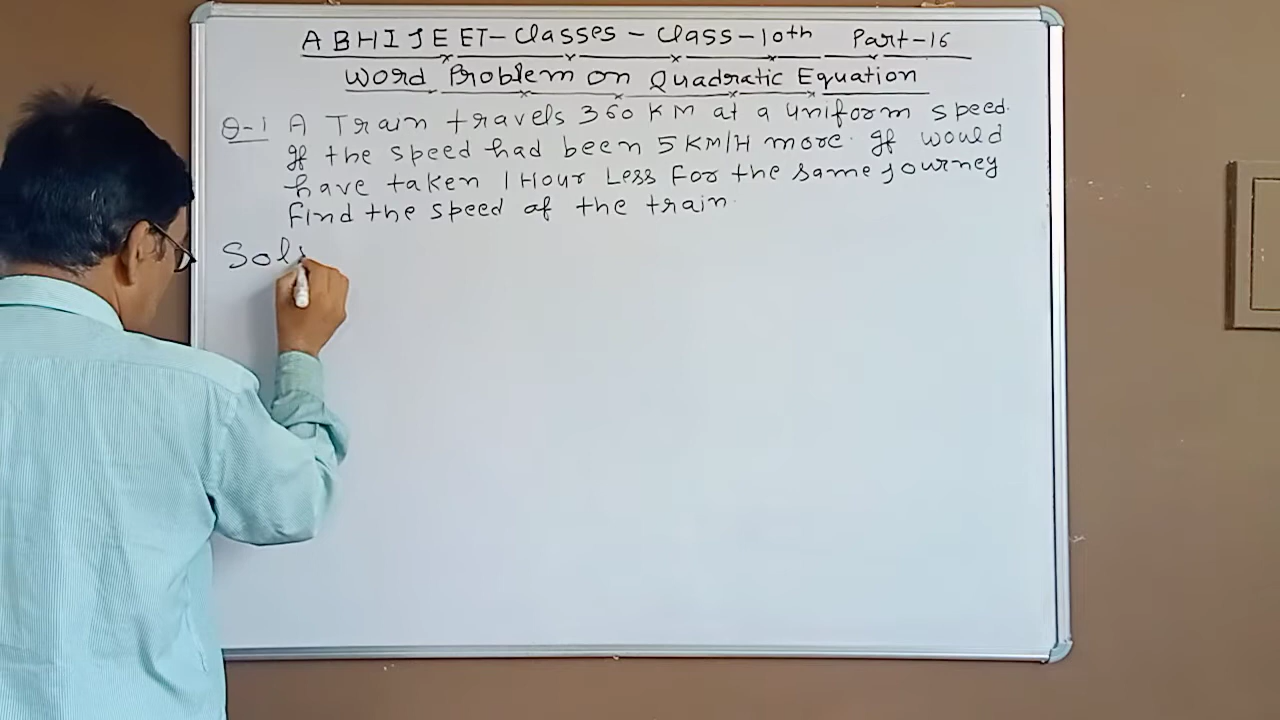 ABHIJEET-Classes-Class-10th Part-16
Word Problem on Quadratic Equation
Q-1 A Train travels 360 KM at a uniform speed.
If the speed had been 5KM/H more. If would
have taken 1 Hour Less For the same journey
Find the speed of the train.
Sol